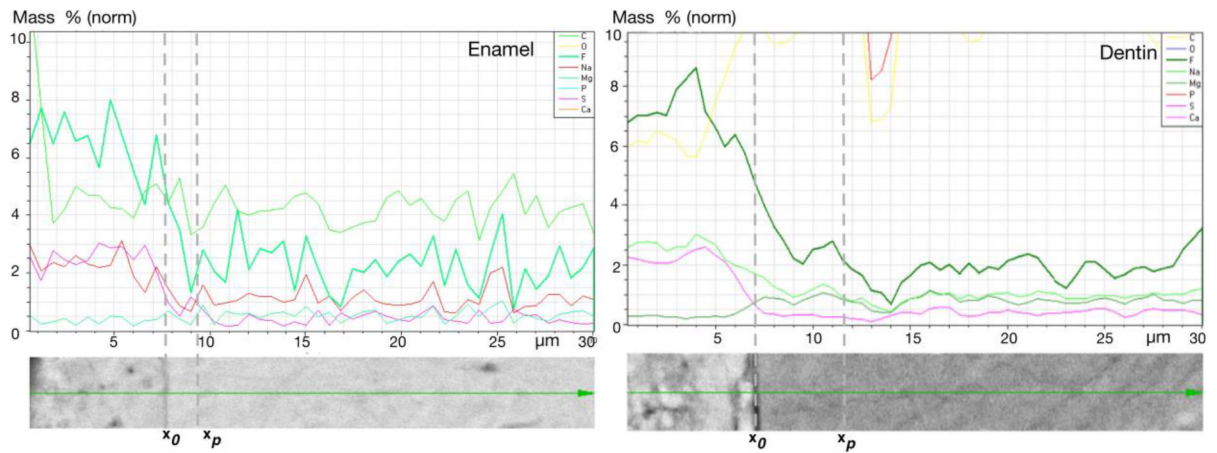 Mass % (norm)
Enamel
10
8
6
4
2
0
5
10
15
20
25
µm
30
C
O
F
Na
Mg
P
S
Ca
x0
xp
Mass % (norm)
Dentin
10
8
6
4
2
0
5
10
15
20
25
µm
30
C
O
F
Na
Mg
P
S
Ca
x0
xp